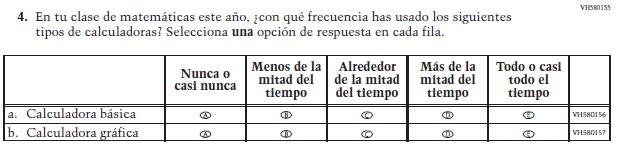 VH580155
4. En tu clase de matemáticas este año, ¿con qué frecuencia has usado los siguientes
tipos de calculadoras? Selecciona una opción de respuesta en cada fila.
Nunca o casi nunca Menos de la mitad del tiempo Alrededor de la mitad del tiempo Más de la mitad del tiempo Todo o casi todo el tiempo
a. Calculadora básica A B C D E VH580156
b. Calculadora gráfica A B C D E VH580157